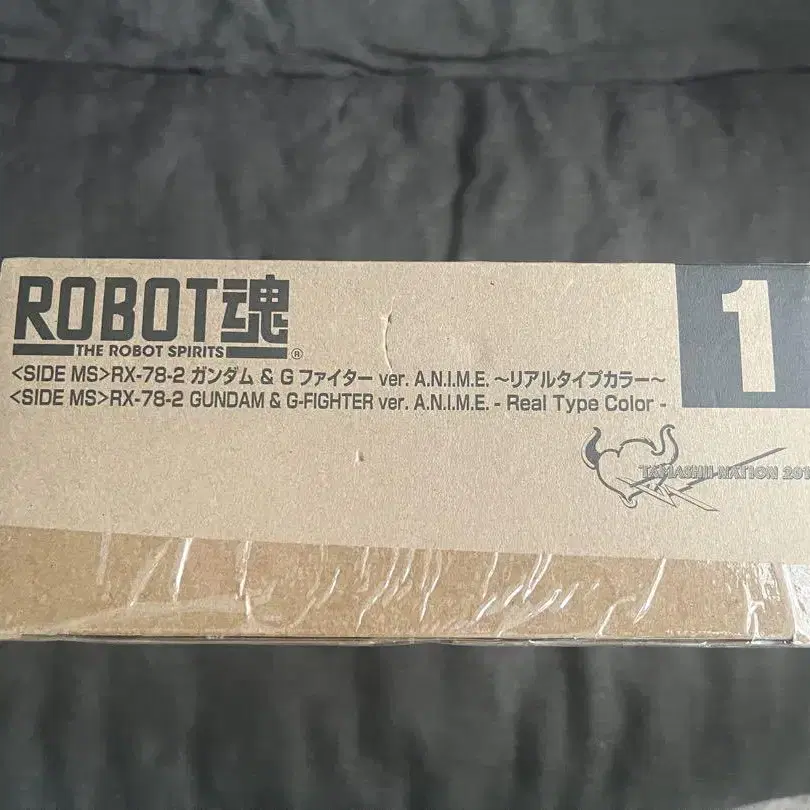 ROBOT魂
THE ROBOT SPIRITS ®
<SIDE MS>RX-78-2 ガンダム & G ファイター ver. A.N.I.M.E. ～リアルタイプカラー～
<SIDE MS>RX-78-2 GUNDAM & G-FIGHTER ver. A.N.I.M.E. - Real Type Color -
1
TAMASHII NATION